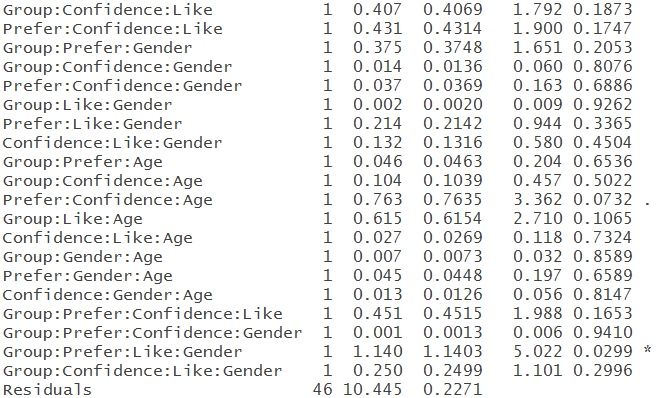 Group:Confidence:Like 1 0.407 0.4069 1.792 0.1873
Prefer:Confidence:Like 1 0.431 0.4314 1.900 0.1747
Group:Prefer:Gender 1 0.375 0.3748 1.651 0.2053
Group:Confidence:Gender 1 0.014 0.0136 0.060 0.8076
Prefer:Confidence:Gender 1 0.037 0.0369 0.163 0.6886
Group:Like:Gender 1 0.002 0.0020 0.009 0.9262
Prefer:Like:Gender 1 0.214 0.2142 0.944 0.3365
Confidence:Like:Gender 1 0.132 0.1316 0.580 0.4504
Group:Prefer:Age 1 0.046 0.0463 0.204 0.6536
Group:Confidence:Age 1 0.104 0.1039 0.457 0.5022
Prefer:Confidence:Age 1 0.763 0.7635 3.362 0.0732 .
Group:Like:Age 1 0.615 0.6154 2.710 0.1065
Confidence:Like:Age 1 0.027 0.0269 0.118 0.7324
Group:Gender:Age 1 0.007 0.0073 0.032 0.8589
Prefer:Gender:Age 1 0.045 0.0448 0.197 0.6589
Confidence:Gender:Age 1 0.013 0.0126 0.056 0.8147
Group:Prefer:Confidence:Like 1 0.451 0.4515 1.988 0.1653
Group:Prefer:Confidence:Gender 1 0.001 0.0013 0.006 0.9410
Group:Prefer:Like:Gender 1 1.140 1.1403 5.022 0.0299 *
Group:Confidence:Like:Gender 1 0.250 0.2499 1.101 0.2996
Residuals 46 10.445 0.2271